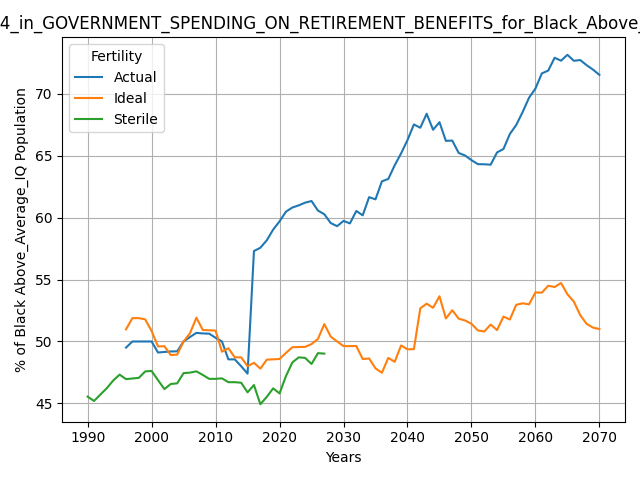 4_in_GOVERNMENT_SPENDING_ON_RETIREMENT_BENEFITS_for_Black_Above_
Fertility
Actual
Ideal
Sterile
% of Black Above_Average_IQ Population
70
65
60
55
50
45
1990 2000 2010 2020 2030 2040 2050 2060 2070
Years